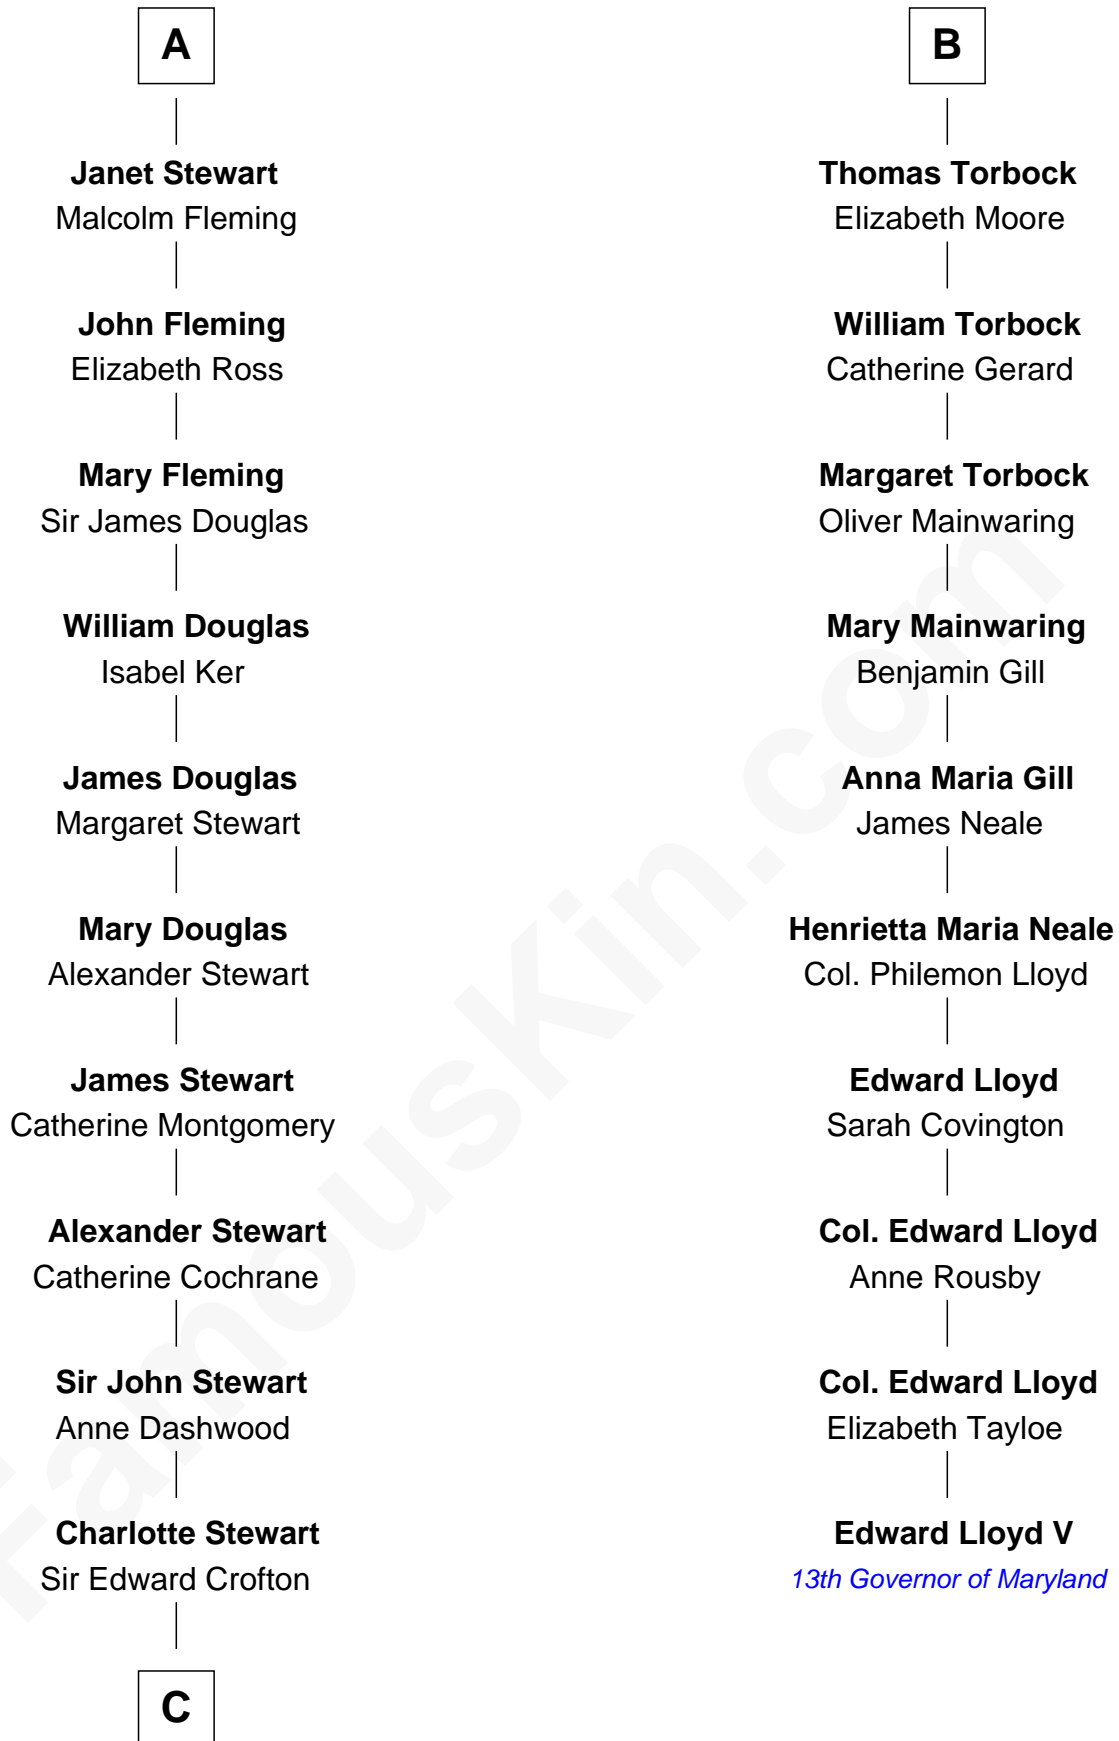 A
Janet Stewart
Malcolm Fleming
John Fleming
Elizabeth Ross
Mary Fleming
Sir James Douglas
William Douglas
Isabel Ker
James Douglas
Margaret Stewart
Mary Douglas
Alexander Stewart
James Stewart
Catherine Montgomery
Alexander Stewart
Catherine Cochrane
Sir John Stewart
Anne Dashwood
Charlotte Stewart
Sir Edward Crofton
C
B
Thomas Torbock
Elizabeth Moore
William Torbock
Catherine Gerard
Margaret Torbock
Oliver Mainwaring
Mary Mainwaring
Benjamin Gill
Anna Maria Gill
James Neale
Henrietta Maria Neale
Col. Philemon Lloyd
Edward Lloyd
Sarah Covington
Col. Edward Lloyd
Anne Rousby
Col. Edward Lloyd
Elizabeth Tayloe
Edward Lloyd V
13th Governor of Maryland
FamousKin.com